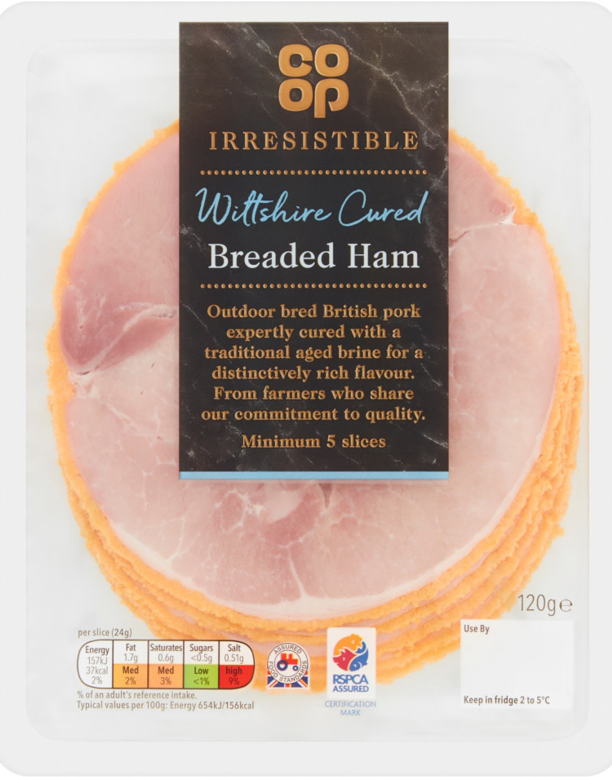 CO
OP
IRRESISTIBLE
Wiltshire Cured
Breaded Ham
Outdoor bred British pork
expertly cured with a
traditional aged brine for a
distinctively rich flavour.
From farmers who share
our commitment to quality.
Minimum 5 slices
120g℮
per slice (24g)
Energy Fat Saturates Sugars Salt
157kJ 1.7g 0.6g <0.5g 0.51g
37kcal Med Med Low high
2% 2% 3% <1% 9%
% of an adult's reference intake.
Typical values per 100g: Energy 654kJ/156kcal
ASSURED
FOOD STANDARDS
RSPCA
ASSURED
CERTIFICATION
MARK
Use By
Keep in fridge 2 to 5°C